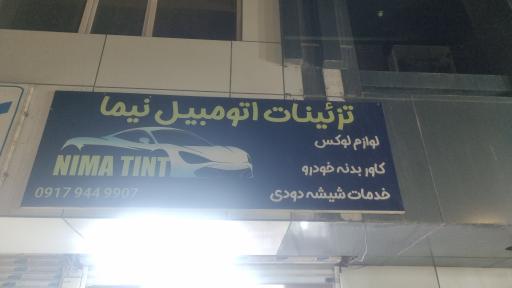 تزئینات اتومبیل نیما
لوازم لوکس
کاور بدنه خودرو
خدمات شیشه دودی
NIMA TINT
0917 944 9907